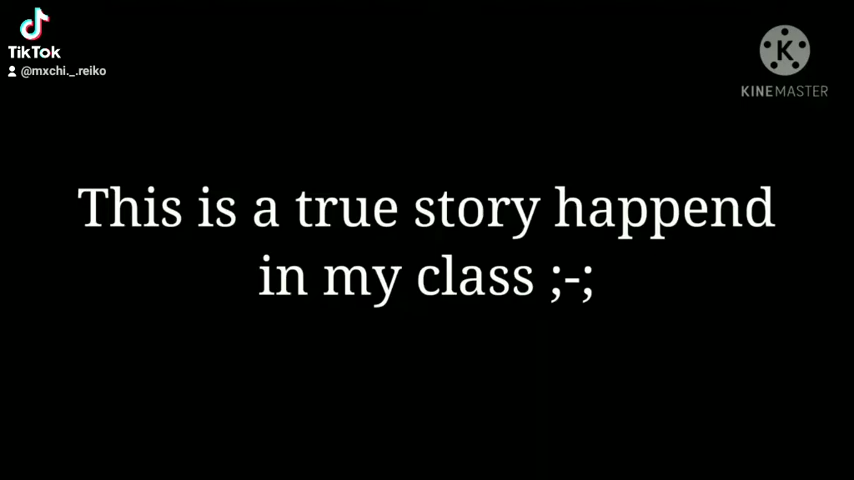 TikTok
@mxchi._.reiko
K
KINEMASTER
This is a true story happend
in my class ;-;